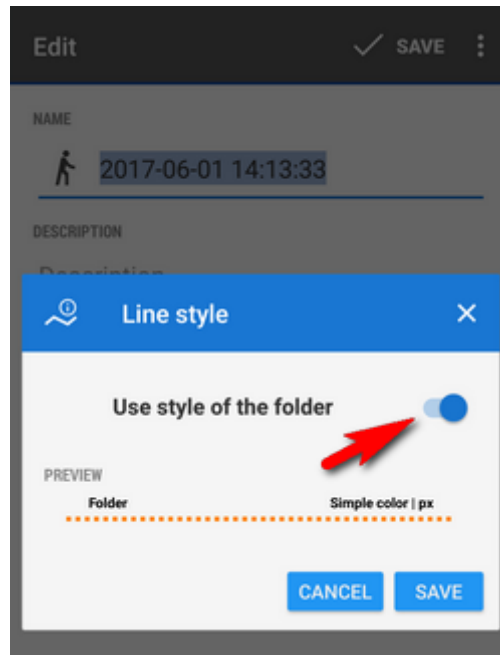 Edit
SAVE
NAME
2017-06-01 14:13:33
DESCRIPTION
Description
Line style
Use style of the folder
PREVIEW
Folder Simple color | px
CANCEL SAVE